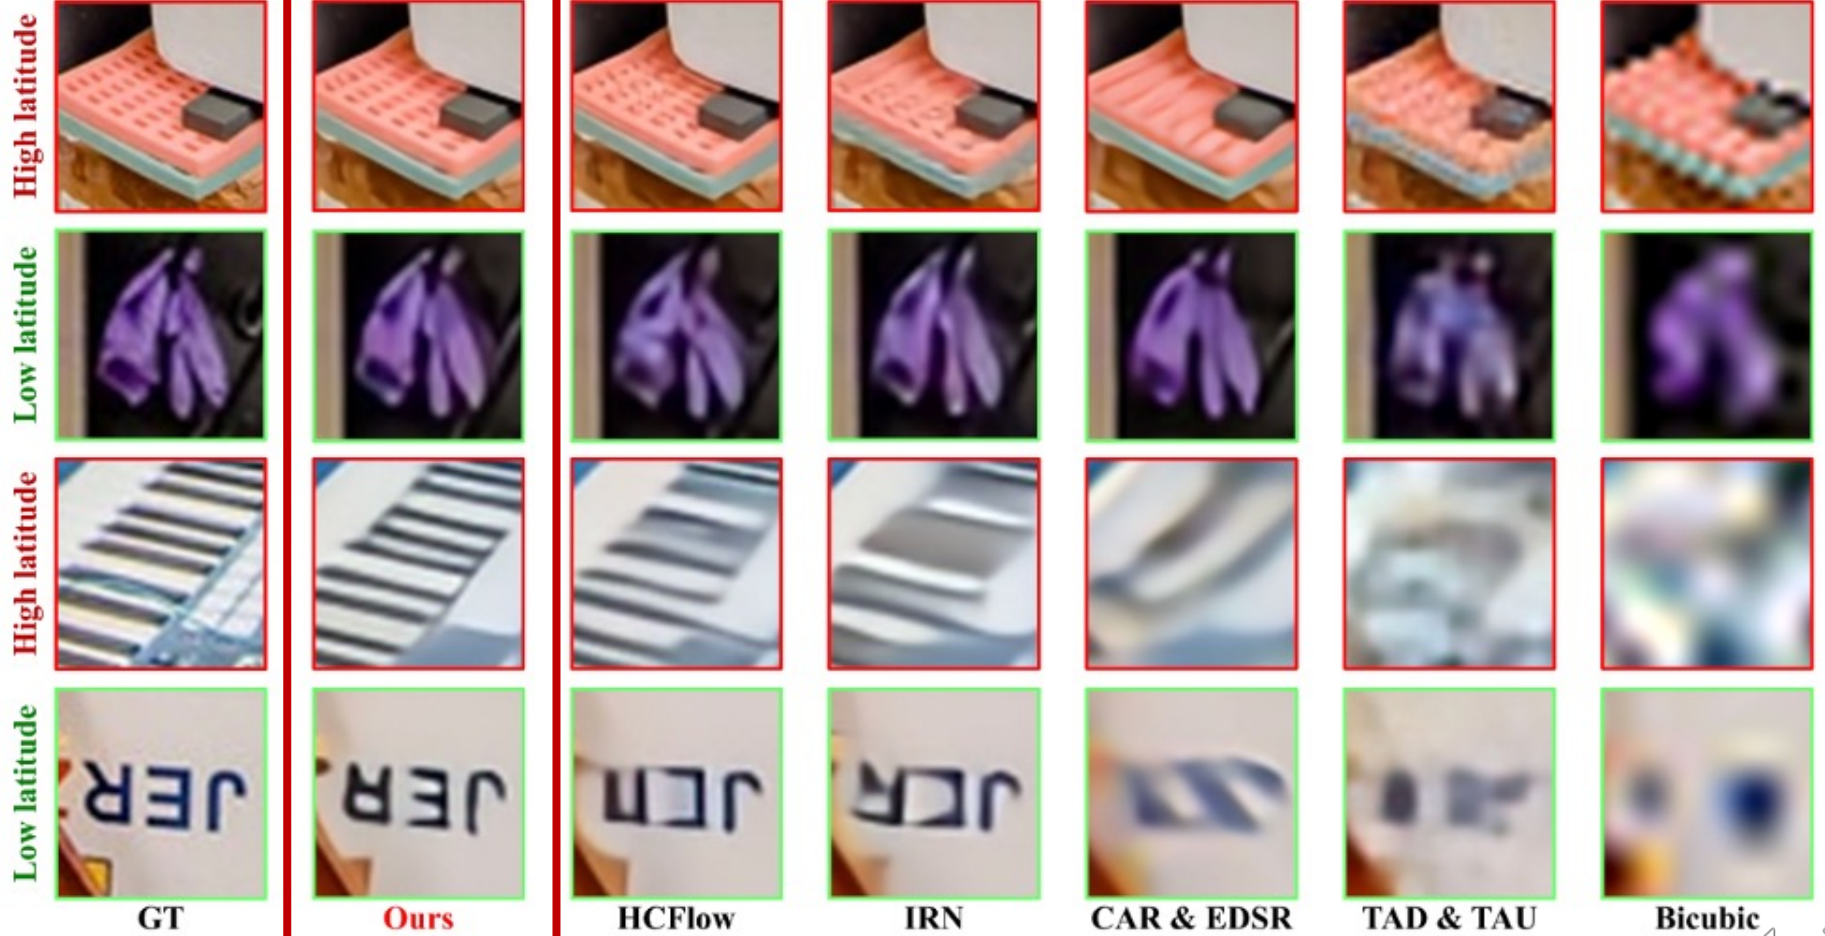 High latitude
Low latitude
High latitude
Low latitude
JER
JER
GT
Ours
HCFlow
IRN
CAR & EDSR
TAD & TAU
Bicubic